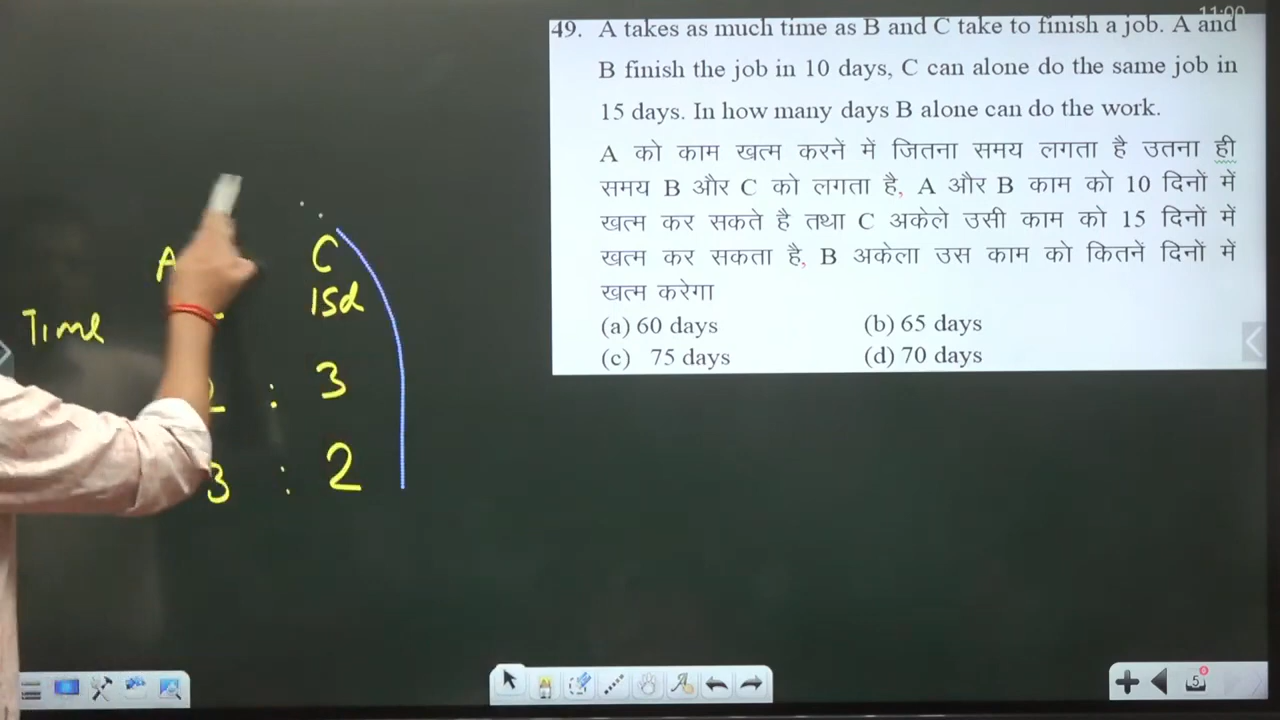 11:00
49. A takes as much time as B and C take to finish a job. A and
B finish the job in 10 days, C can alone do the same job in
15 days. In how many days B alone can do the work.
A को काम खत्म करनें में जितना समय लगता है उतना ही
समय B और C को लगता है, A और B काम को 10 दिनों में
खत्म कर सकते है तथा C अकेले उसी काम को 15 दिनों में
खत्म कर सकता है, B अकेला उस काम को कितनें दिनों में
खत्म करेगा
(a) 60 days (b) 65 days
(c) 75 days (d) 70 days
A C
Time 15d
2 : 3
3 : 2
5